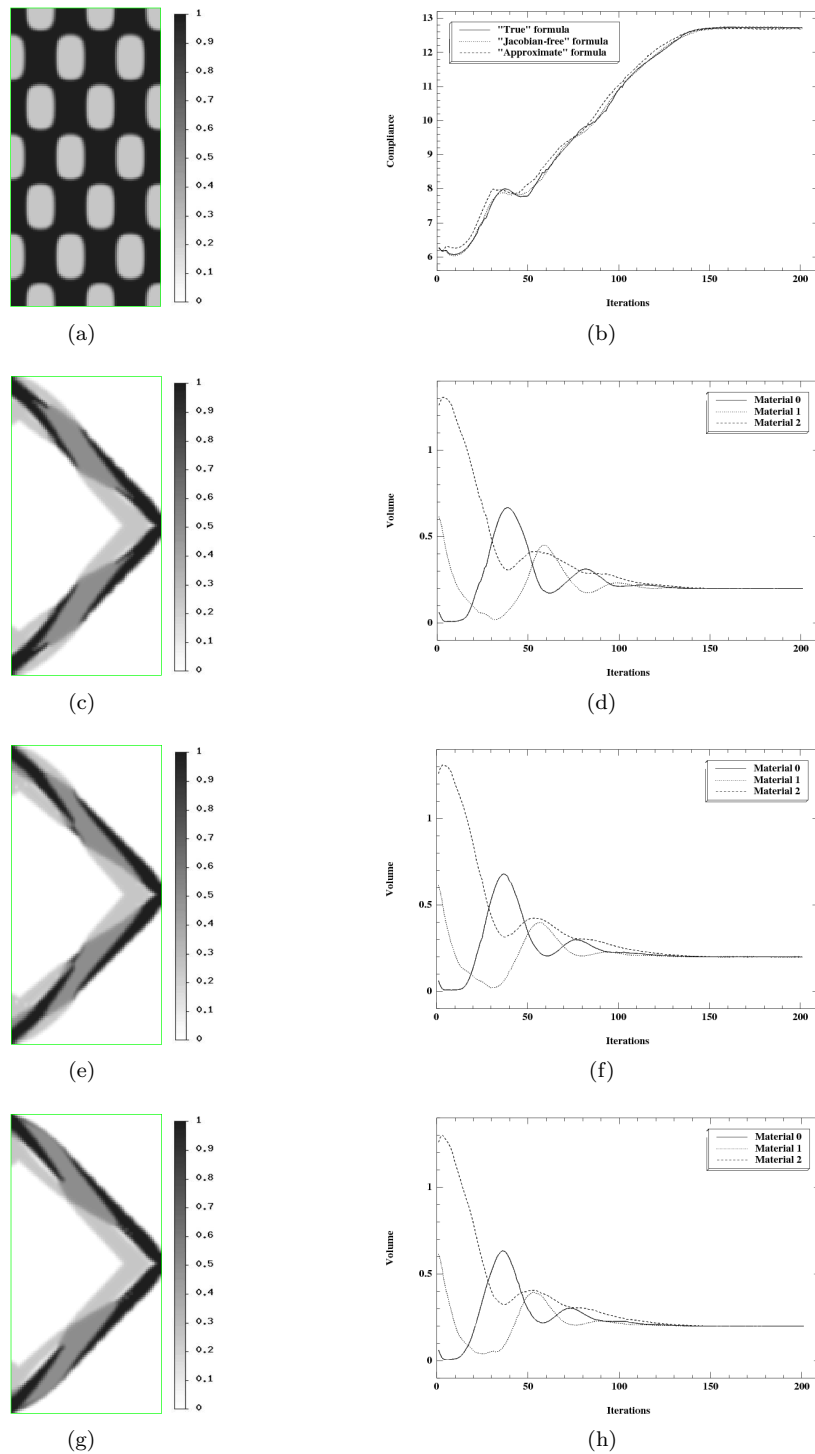 1
0.9
0.8
0.7
0.6
0.5
0.4
0.3
0.2
0.1
0
(a)
13
12
11
10
9
8
7
6
Compliance
"True" formula
"Jacobian-free" formula
"Approximate" formula
0 50 100 150 200
Iterations
(b)
1
0.9
0.8
0.7
0.6
0.5
0.4
0.3
0.2
0.1
0
(c)
1
0.5
0
Volume
Material 0
Material 1
Material 2
0 50 100 150 200
Iterations
(d)
1
0.9
0.8
0.7
0.6
0.5
0.4
0.3
0.2
0.1
0
(e)
1
0.5
0
Volume
Material 0
Material 1
Material 2
0 50 100 150 200
Iterations
(f)
1
0.9
0.8
0.7
0.6
0.5
0.4
0.3
0.2
0.1
0
(g)
1
0.5
0
Volume
Material 0
Material 1
Material 2
0 50 100 150 200
Iterations
(h)